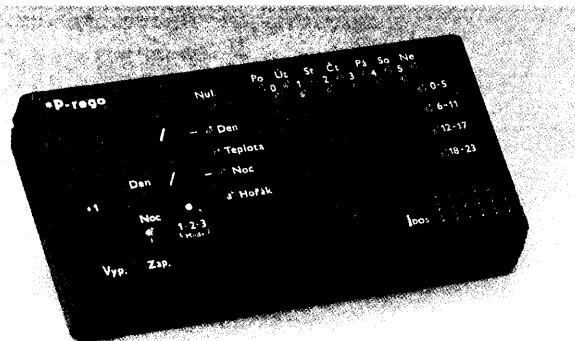 •P-rego
Nul.
Po Út St Čt Pá So Ne
0 1 2 3 4 5
/ - Den
0-5
Teplota
6-11
Den / - Noc
12-17
+1
Hořák
18-23
Noc
1-2-3
DOS
Vyp. Zap.